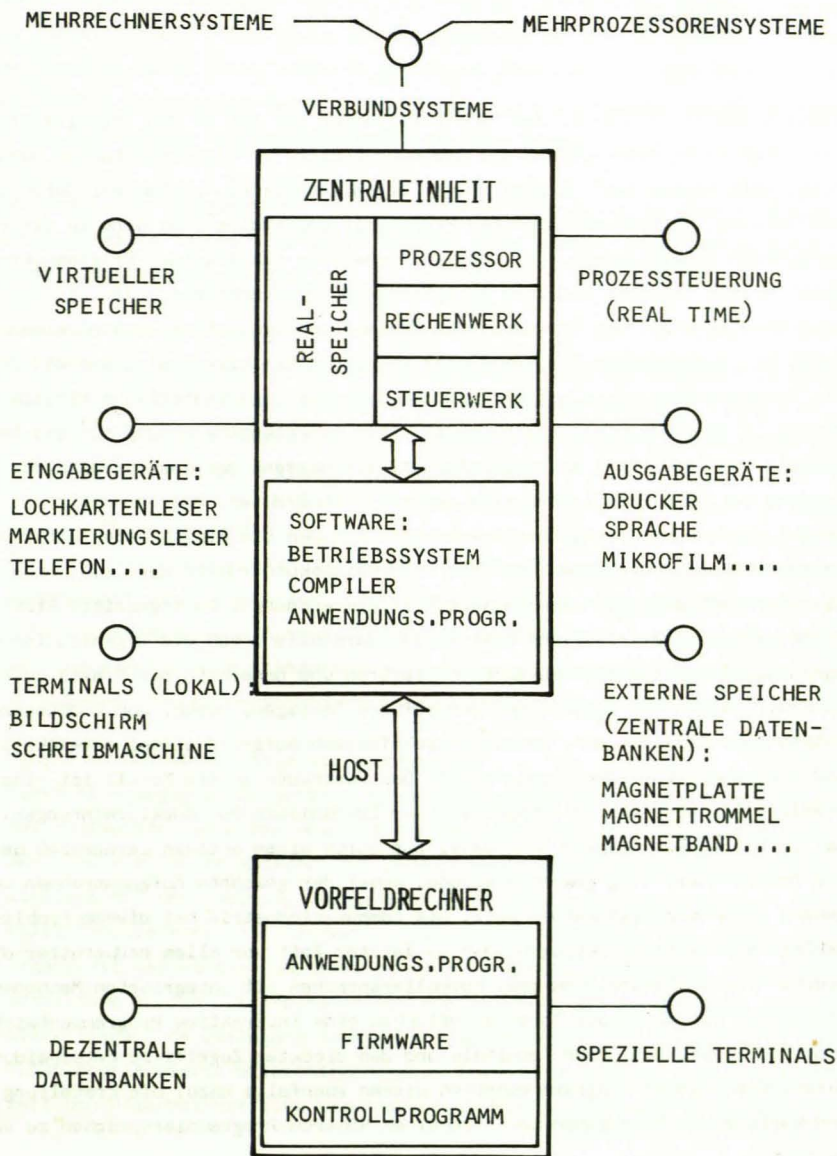 MEHRRECHNERSYSTEME
MEHRPROZESSORENSYSTEME
VERBUNDSYSTEME
ZENTRALEINHEIT
VIRTUELLER
SPEICHER
REAL-
SPEICHER
PROZESSOR
RECHENWERK
STEUERWERK
PROZESSTEUERUNG
(REAL TIME)
EINGABEGERÄTE:
LOCHKARTENLESER
MARKIERUNGSLESER
TELEFON....
SOFTWARE:
BETRIEBSSYSTEM
COMPILER
ANWENDUNGS.PROGR.
AUSGABEGERÄTE:
DRUCKER
SPRACHE
MIKROFILM....
TERMINALS (LOKAL):
BILDSCHIRM
SCHREIBMASCHINE
EXTERNE SPEICHER
(ZENTRALE DATEN-
BANKEN):
MAGNETPLATTE
MAGNETTROMMEL
MAGNETBAND....
HOST
VORFELDRECHNER
ANWENDUNGS.PROGR.
FIRMWARE
KONTROLLPROGRAMM
DEZENTRALE
DATENBANKEN
SPEZIELLE TERMINALS